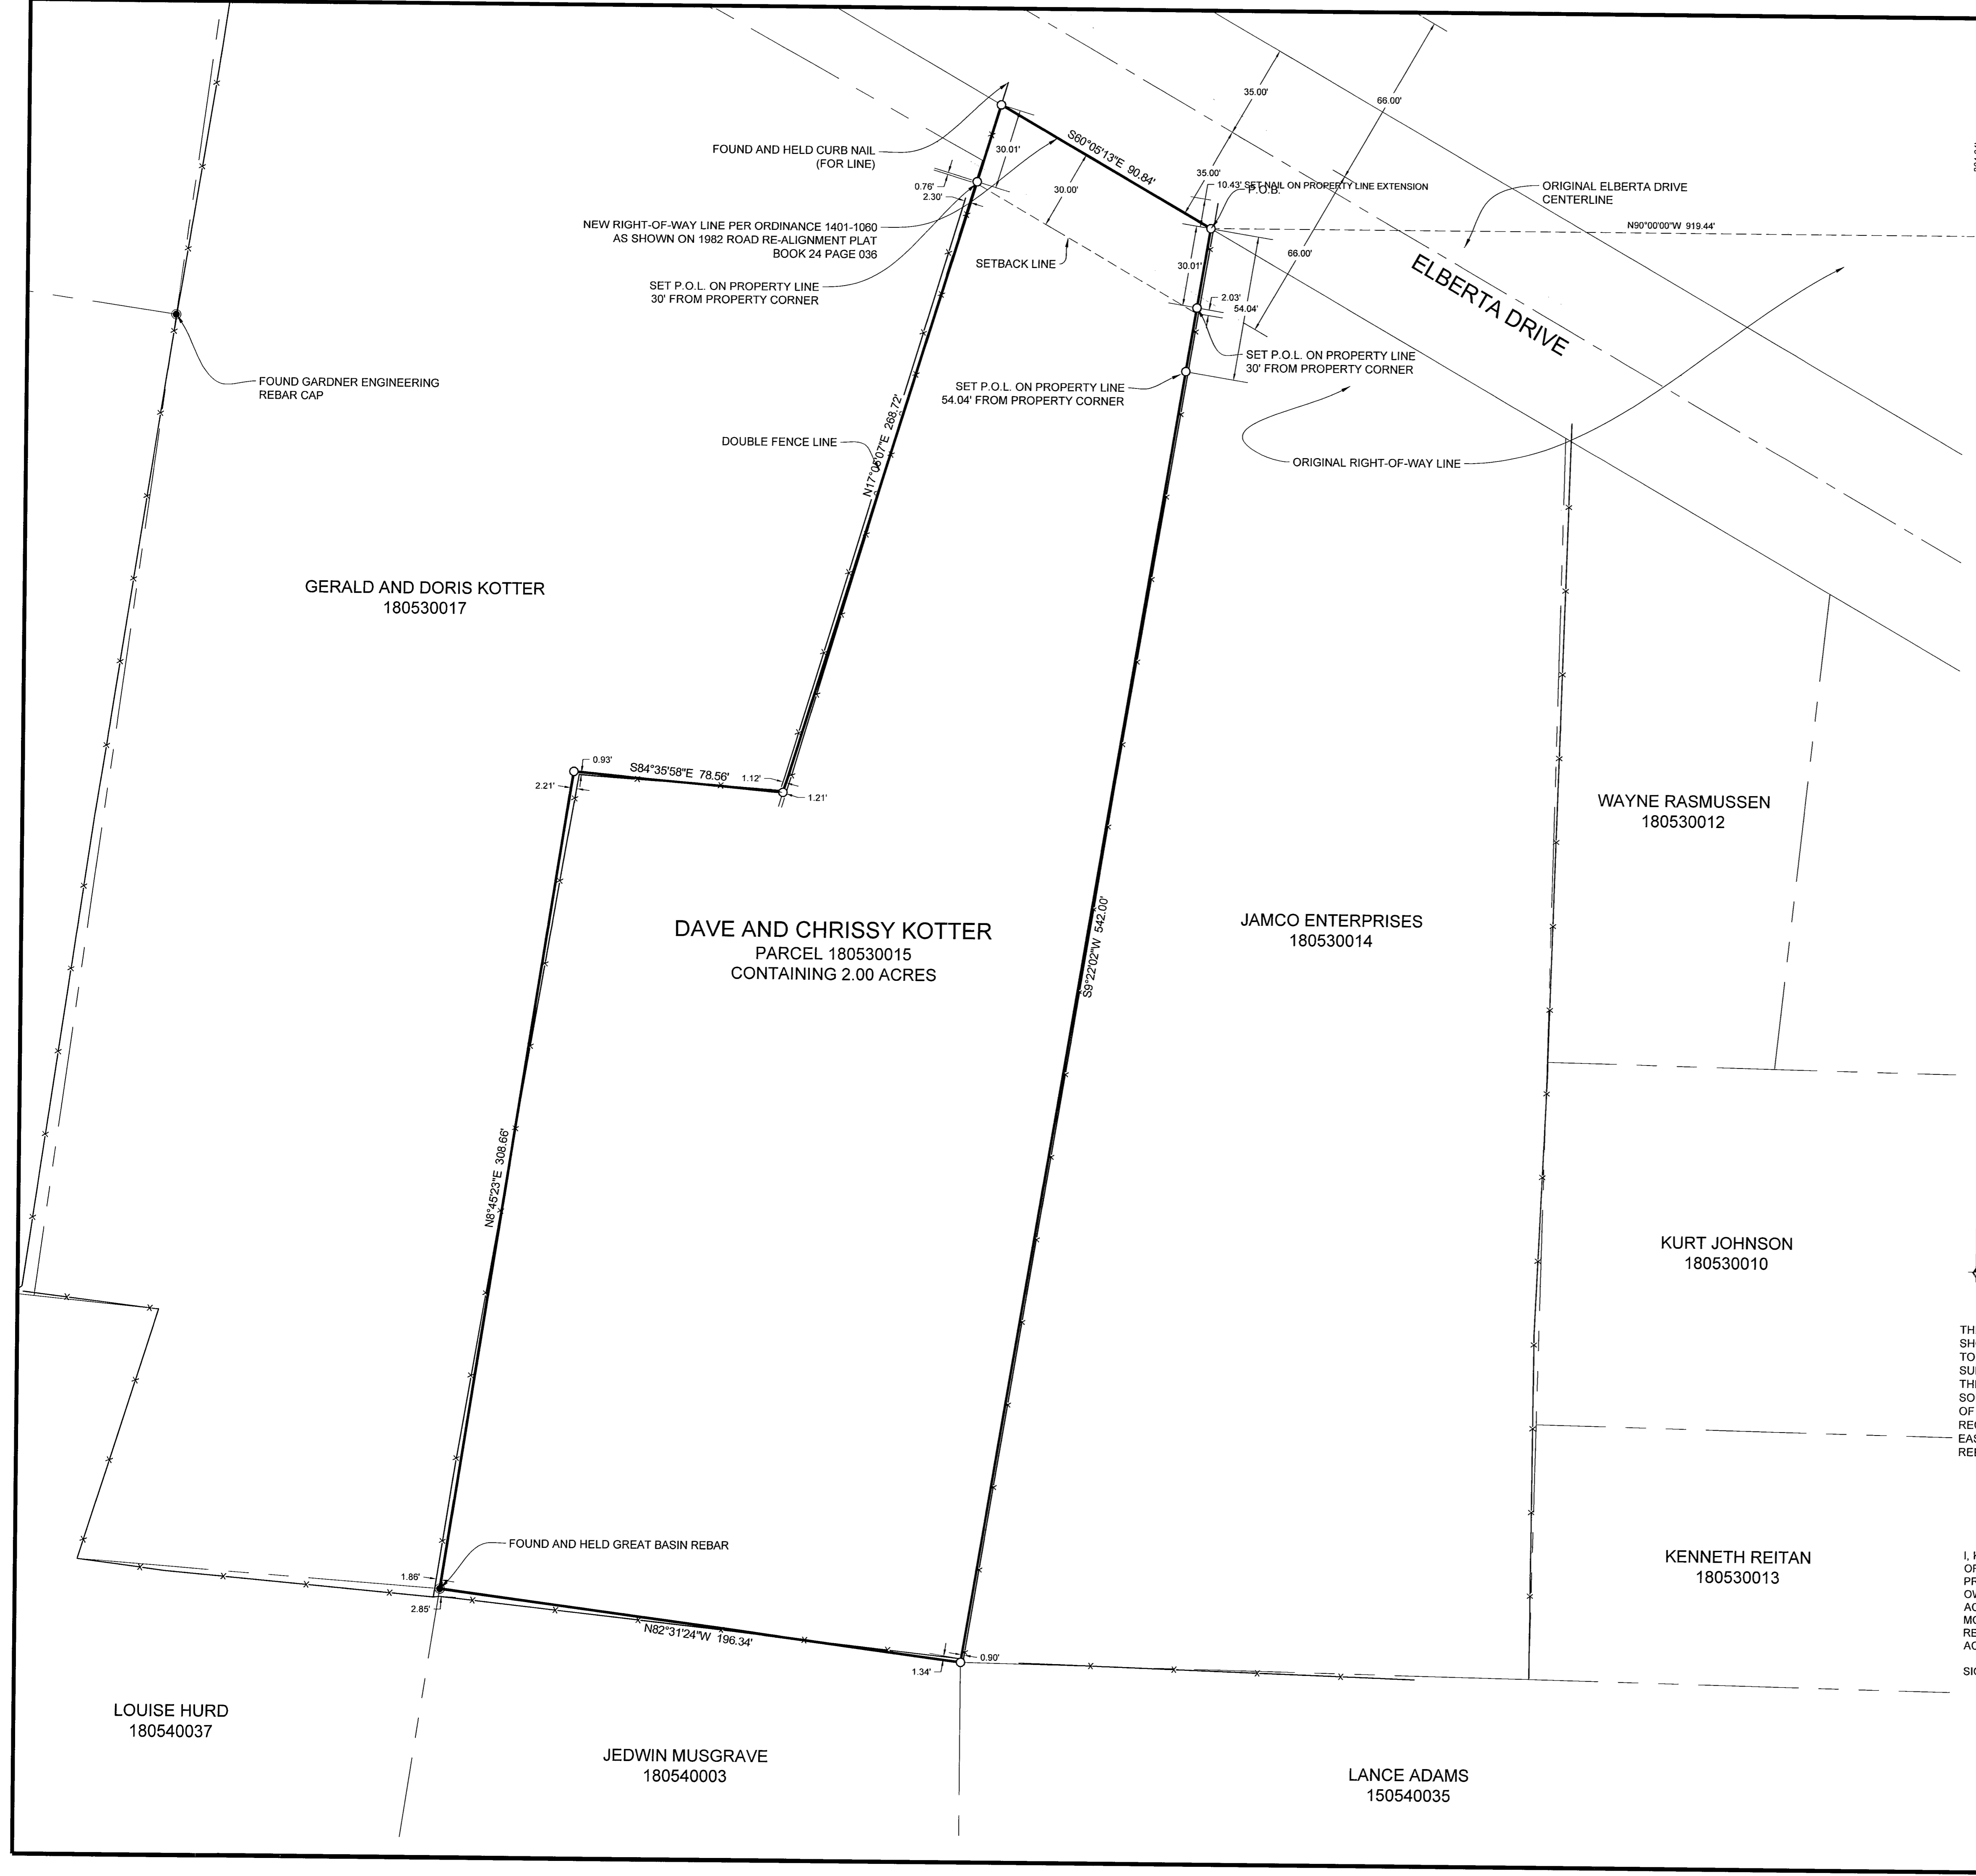 35.00'
66.00'
FOUND AND HELD CURB NAIL
(FOR LINE)
30.01'
S60°05'13"E 90.84'
0.76'
2.30'
30.00'
35.00'
10.43' SET NAIL ON PROPERTY LINE EXTENSION
P.O.B.
ORIGINAL ELBERTA DRIVE
CENTERLINE
N90°00'00"W 919.44'
NEW RIGHT-OF-WAY LINE PER ORDINANCE 1401-1060
AS SHOWN ON 1982 ROAD RE-ALIGNMENT PLAT
BOOK 24 PAGE 036
SETBACK LINE
30.01'
66.00'
ELBERTA DRIVE
SET P.O.L. ON PROPERTY LINE
30' FROM PROPERTY CORNER
2.03'
54.04'
SET P.O.L. ON PROPERTY LINE
30' FROM PROPERTY CORNER
FOUND GARDNER ENGINEERING
REBAR CAP
SET P.O.L. ON PROPERTY LINE
54.04' FROM PROPERTY CORNER
DOUBLE FENCE LINE
N17°05'07"E 268.72'
ORIGINAL RIGHT-OF-WAY LINE
GERALD AND DORIS KOTTER
180530017
0.93'
S84°35'58"E 78.56'
1.12'
2.21'
1.21'
WAYNE RASMUSSEN
180530012
DAVE AND CHRISSY KOTTER
PARCEL 180530015
CONTAINING 2.00 ACRES
S9°22'02"W 542.00'
JAMCO ENTERPRISES
180530014
N8°45'23"E 308.66'
KURT JOHNSON
180530010
TO
OF
FOUND AND HELD GREAT BASIN REBAR
1.86'
2.85'
N82°31'24"W 196.34'
0.90'
1.34'
KENNETH REITAN
180530013
LOUISE HURD
180540037
JEDWIN MUSGRAVE
180540003
LANCE ADAMS
150540035